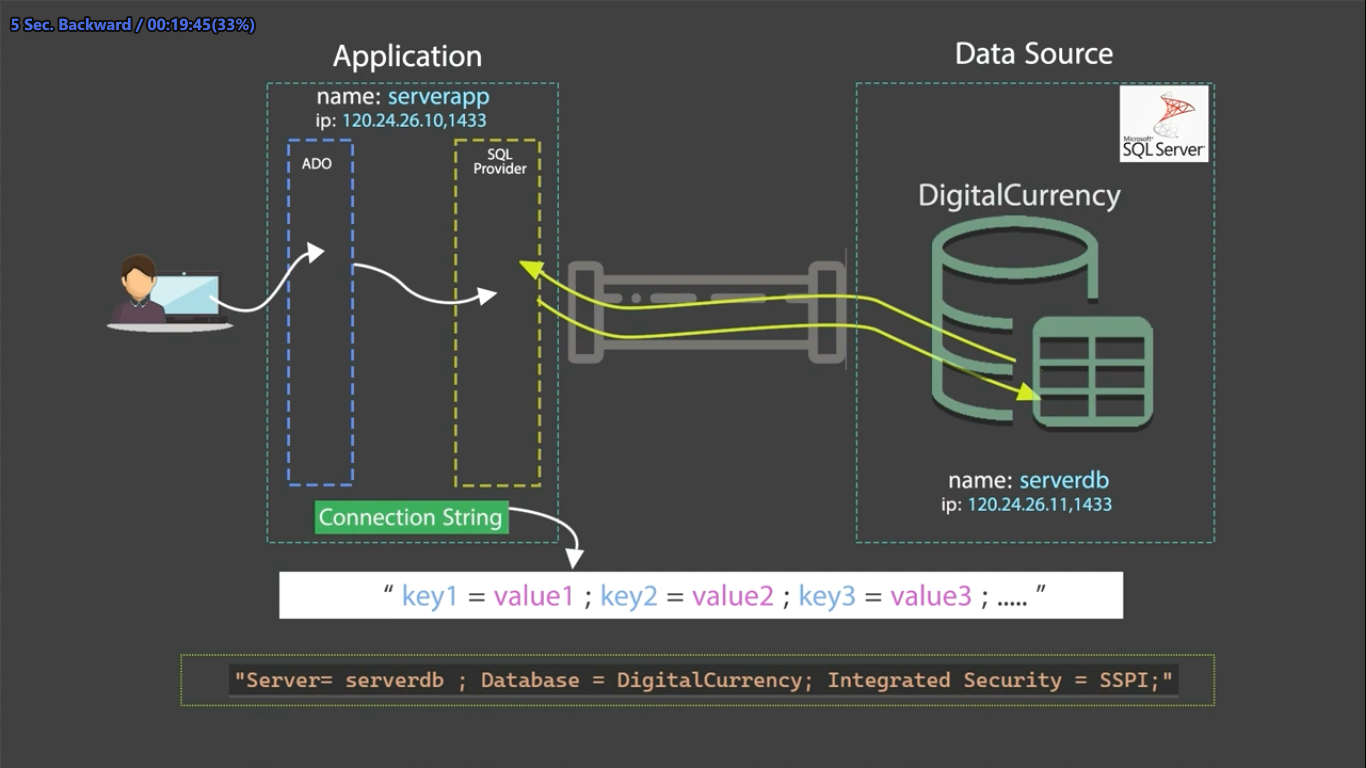 5 Sec. Backward / 00:19:45(33%)
Application
name: serverapp
ip: 120.24.26.10,1433
ADO
SQL
Provider
Connection String
Data Source
Microsoft®
SQL Server®
DigitalCurrency
name: serverdb
ip: 120.24.26.11,1433
“ key1 = value1 ; key2 = value2 ; key3 = value3 ; ..... ”
"Server= serverdb ; Database = DigitalCurrency; Integrated Security = SSPI;"